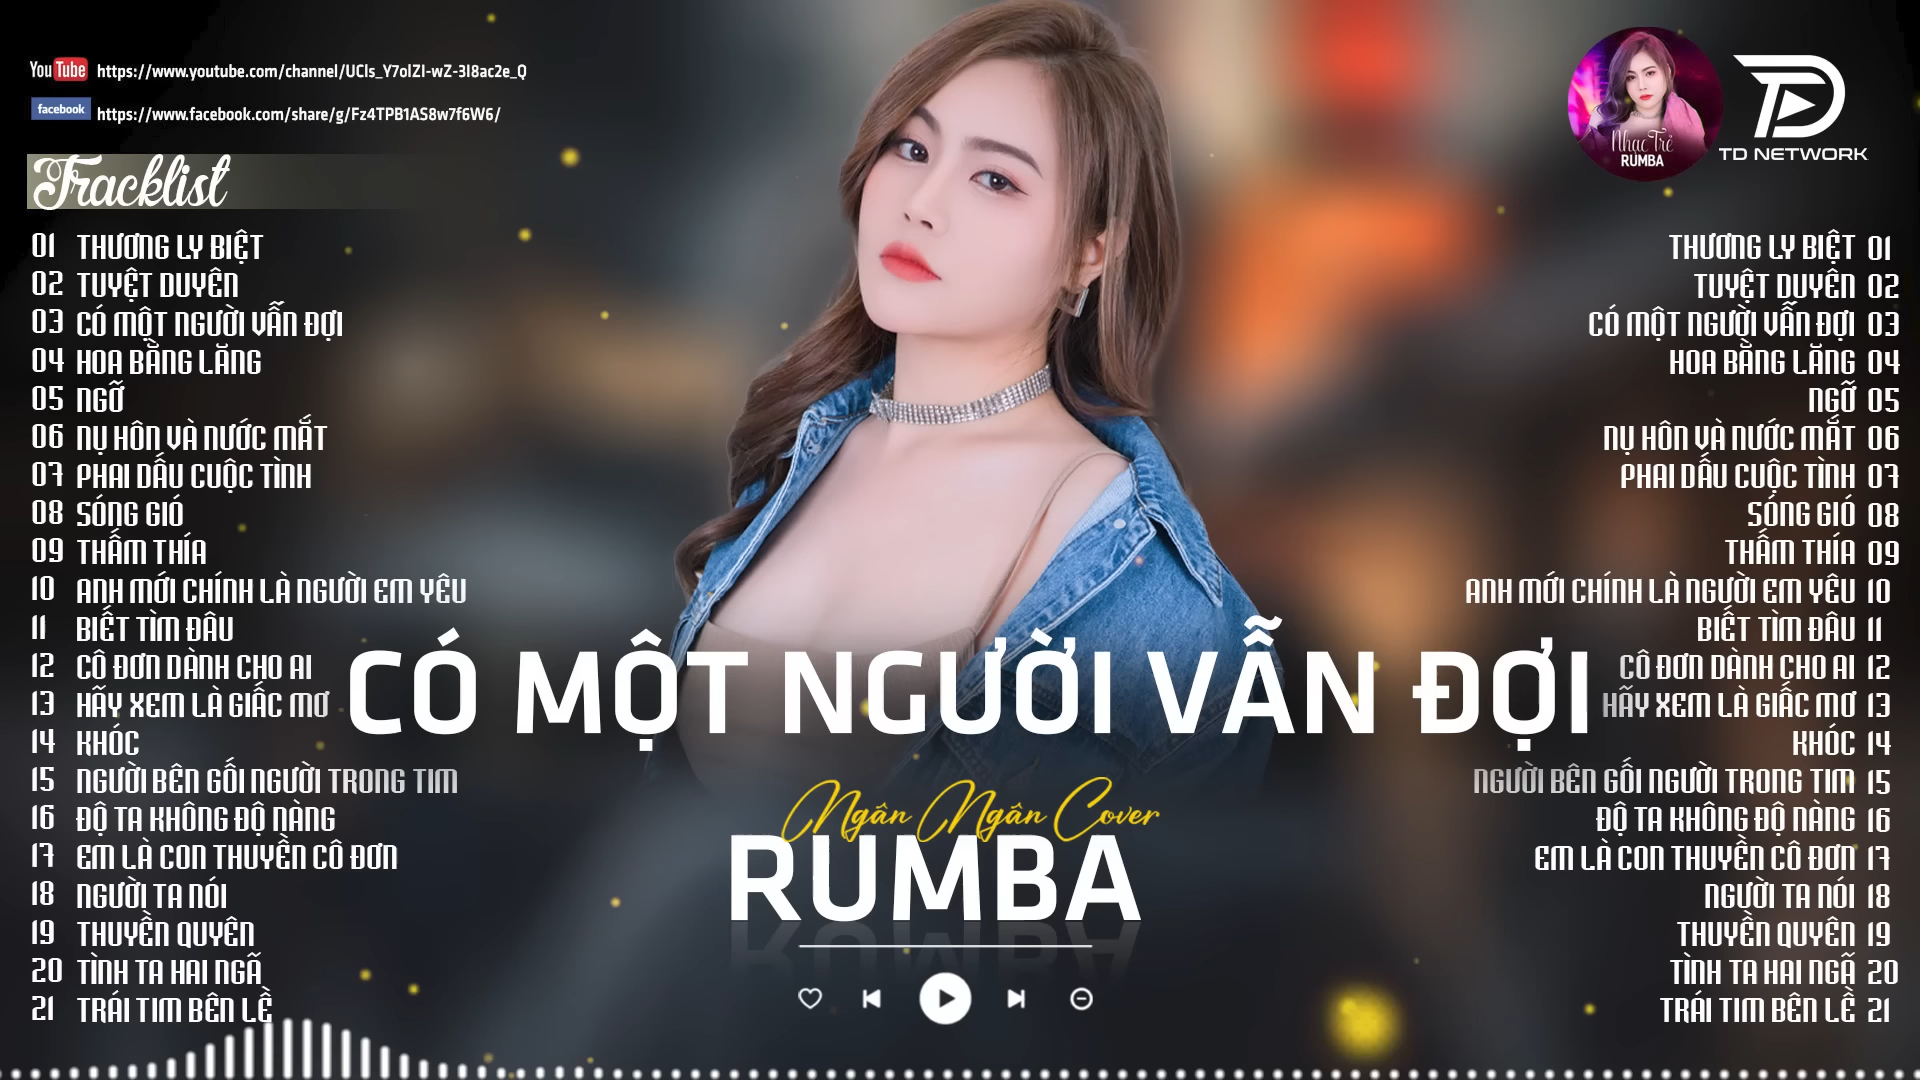 YouTube https://www.youtube.com/channel/UCls_Y7olZI-wZ-3I8ac2e_Q
facebook https://www.facebook.com/share/g/Fz4TPB1AS8w7f6W6/
Nhạc Trẻ
RUMBA
TD NETWORK
Tracklist
01 THƯƠNG LY BIỆT
02 TUYỆT DUYÊN
03 CÓ MỘT NGƯỜI VẪN ĐỢI
04 HOA BẰNG LĂNG
05 NGỠ
06 NỤ HÔN VÀ NƯỚC MẮT
07 PHAI DẤU CUỘC TÌNH
08 SÓNG GIÓ
09 THẤM THÍA
10 ANH MỚI CHÍNH LÀ NGƯỜI EM YÊU
11 BIẾT TÌM ĐÂU
12 CÔ ĐƠN DÀNH CHO AI
13 HÃY XEM LÀ GIẤC MƠ
14 KHÓC
15 NGƯỜI BÊN GỐI NGƯỜI TRONG TIM
16 ĐỘ TA KHÔNG ĐỘ NÀNG
17 EM LÀ CON THUYỀN CÔ ĐƠN
18 NGƯỜI TA NÓI
19 THUYỀN QUYÊN
20 TÌNH TA HAI NGÃ
21 TRÁI TIM BÊN LỀ
CÓ MỘT NGƯỜI VẪN ĐỢI
Ngân Ngân Cover
RUMBA
THƯƠNG LY BIỆT 01
TUYỆT DUYÊN 02
CÓ MỘT NGƯỜI VẪN ĐỢI 03
HOA BẰNG LĂNG 04
NGỠ 05
NỤ HÔN VÀ NƯỚC MẮT 06
PHAI DẤU CUỘC TÌNH 07
SÓNG GIÓ 08
THẤM THÍA 09
ANH MỚI CHÍNH LÀ NGƯỜI EM YÊU 10
BIẾT TÌM ĐÂU 11
CÔ ĐƠN DÀNH CHO AI 12
HÃY XEM LÀ GIẤC MƠ 13
KHÓC 14
NGƯỜI BÊN GỐI NGƯỜI TRONG TIM 15
ĐỘ TA KHÔNG ĐỘ NÀNG 16
EM LÀ CON THUYỀN CÔ ĐƠN 17
NGƯỜI TA NÓI 18
THUYỀN QUYÊN 19
TÌNH TA HAI NGÃ 20
TRÁI TIM BÊN LỀ 21